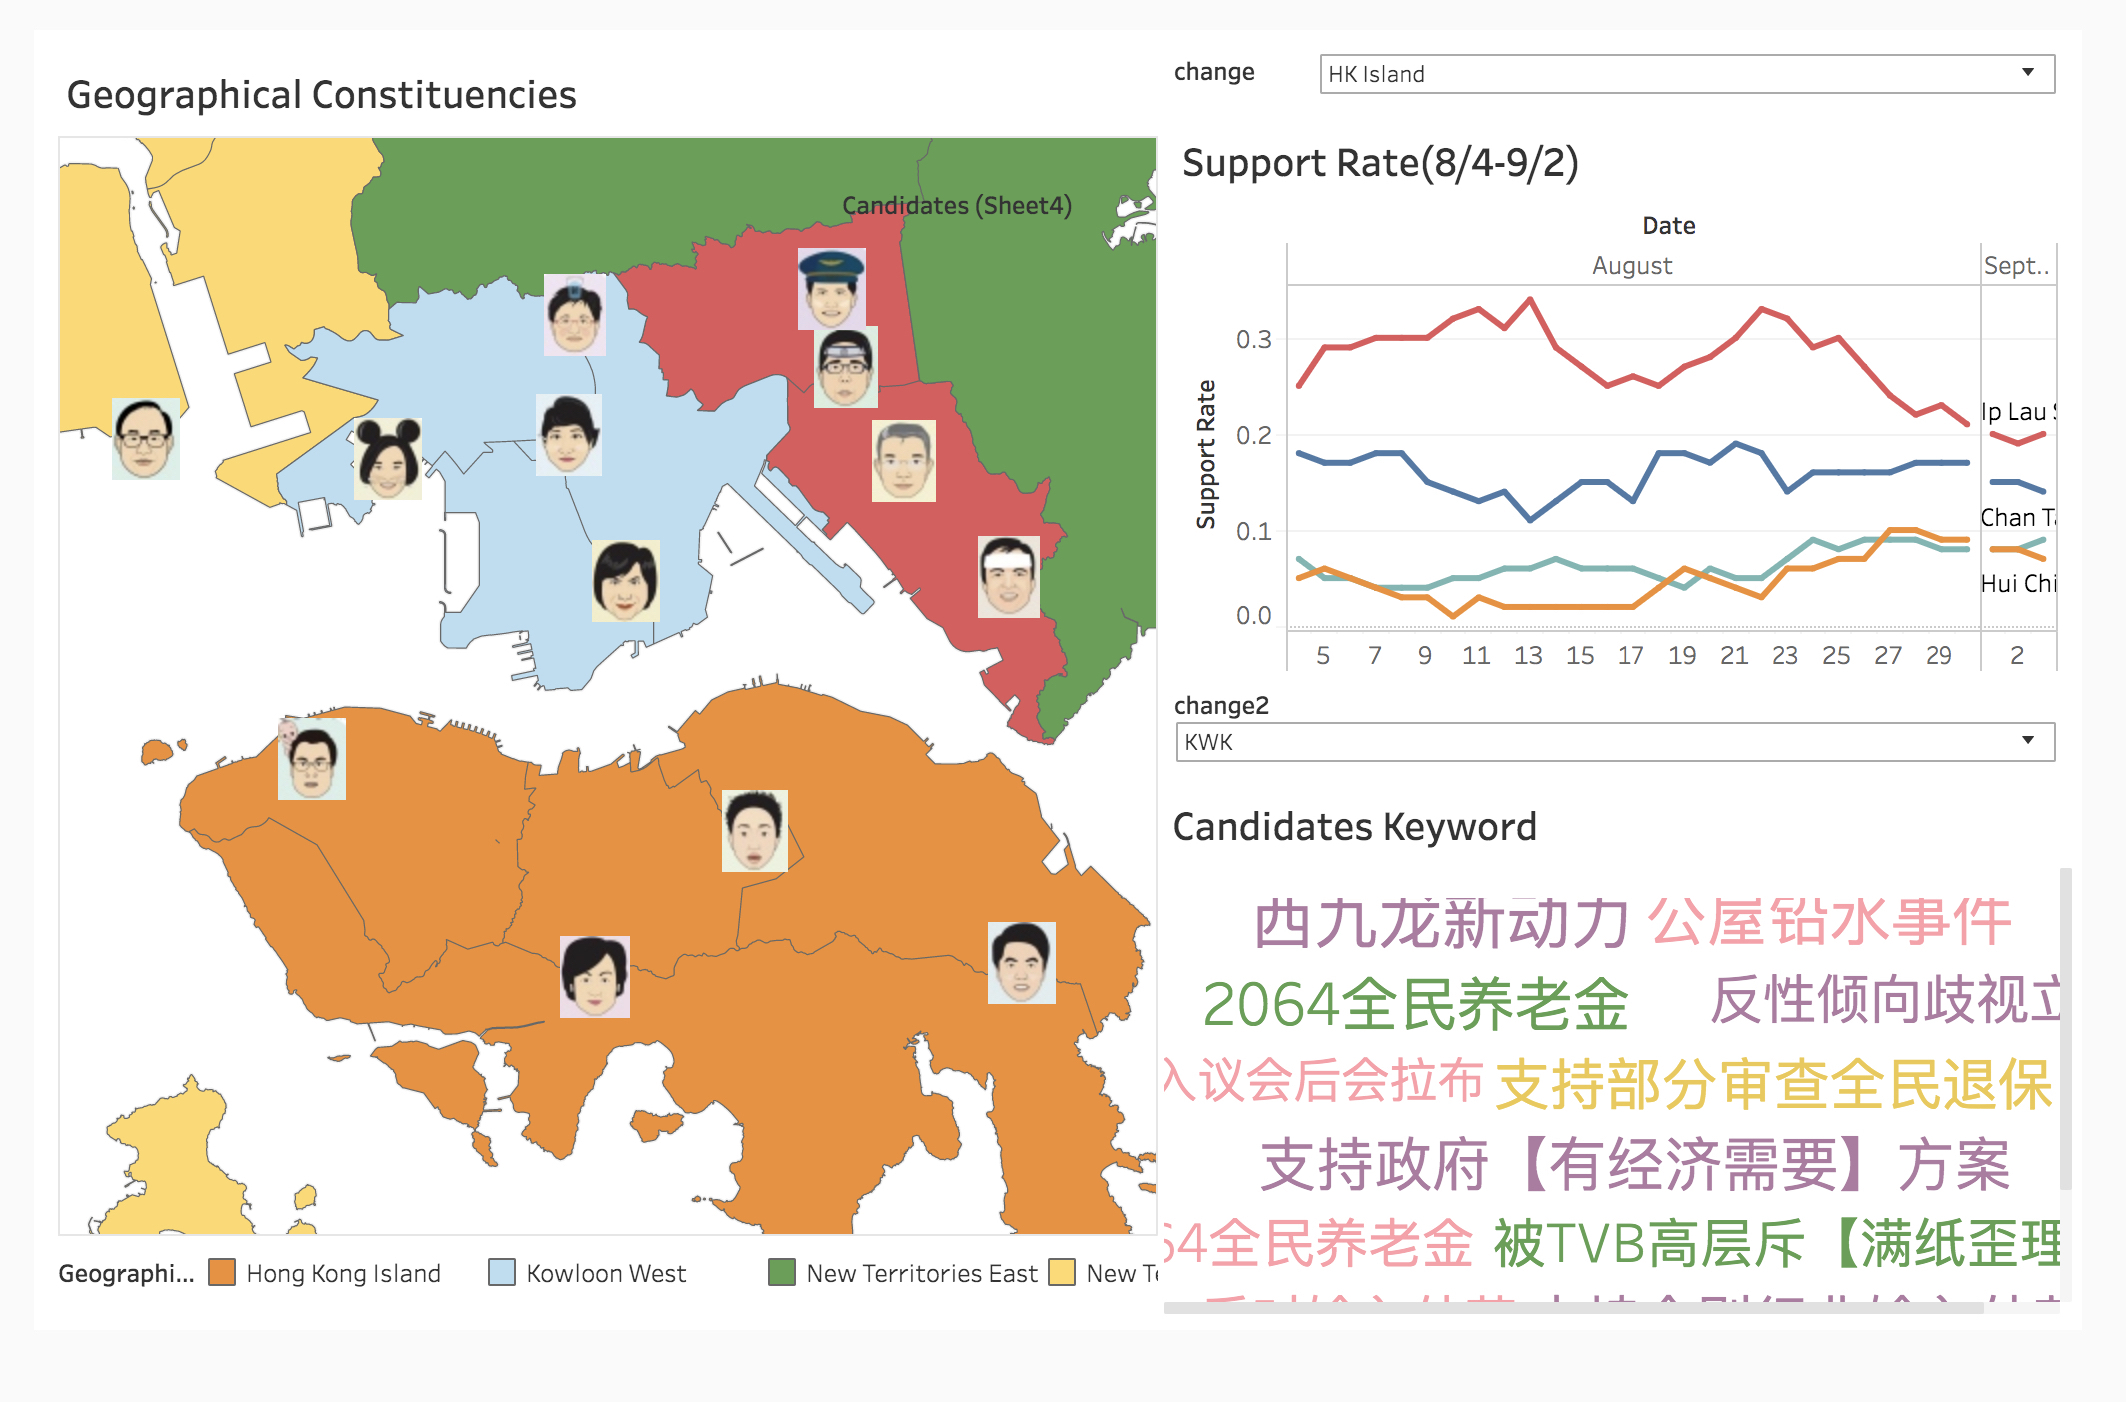 Geographical Constituencies
Candidates (Sheet4)
Geographi...
Hong Kong Island
Kowloon West
New Territories East
New Te
change
HK Island
Support Rate(8/4-9/2)
Date
August
Sept..
Support Rate
0.3
0.2
0.1
0.0
Ip Lau S
Chan Ta
Hui Chi
5 7 9 11 13 15 17 19 21 23 25 27 29 2
change2
KWK
Candidates Keyword
西九龙新动力 公屋铅水事件
2064全民养老金 反性倾向歧视立
入议会后会拉布 支持部分审查全民退保
支持政府【有经济需要】方案
64全民养老金 被TVB高层斥【满纸歪理